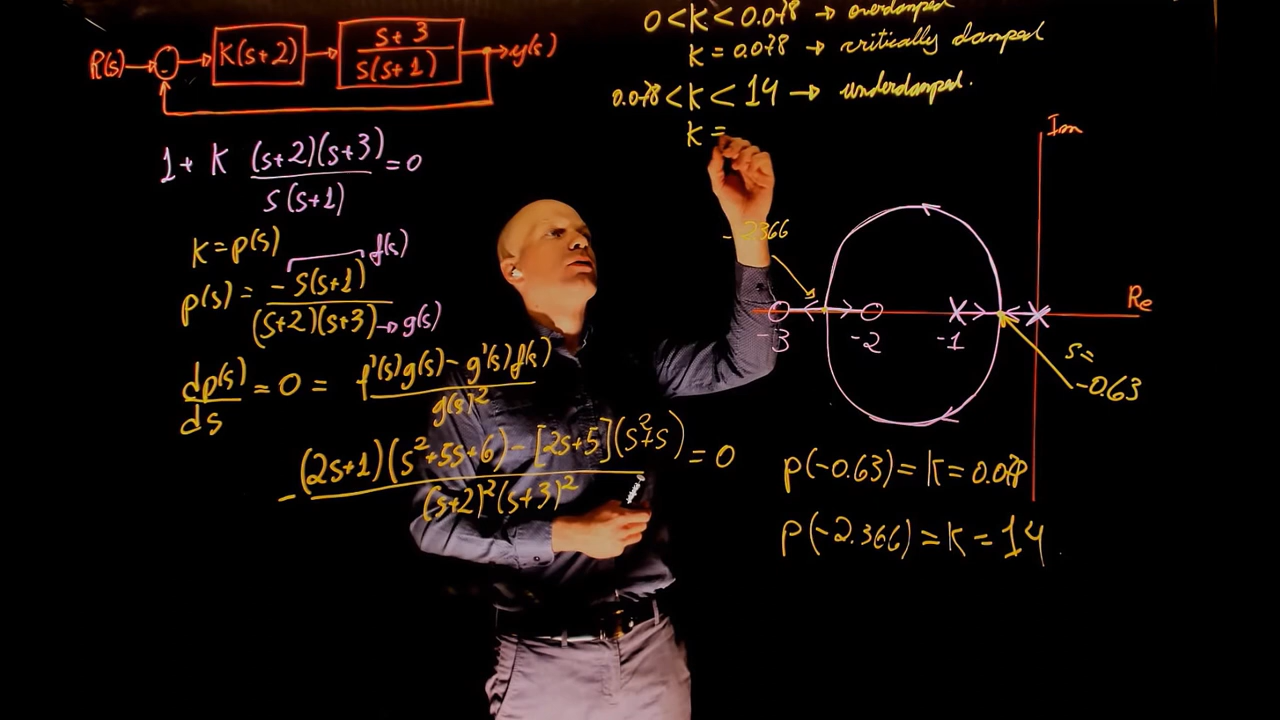 R(s) K(s+2) s+3 y(s)
s(s+1)
1+ K (s+2)(s+3) =0
s(s+1)
K=p(s) f(s)
p(s) = -s(s+1)
(s+2)(s+3) → g(s)
dp(s) = 0 = f'(s)g(s) - g'(s)f(s)
ds g(s)²
- (2s+1)(s²+5s+6) - [2s+5](s²+s) = 0
(s+2)²(s+3)²
0<K<0.078 → overdamped
K = 0.078 → critically damped
0.078<K<14 → underdamped.
K =
Im
-2.366
Re
-3 -2 -1
s=
-0.63
p(-0.63) = K = 0.078
p(-2.366) = K = 14